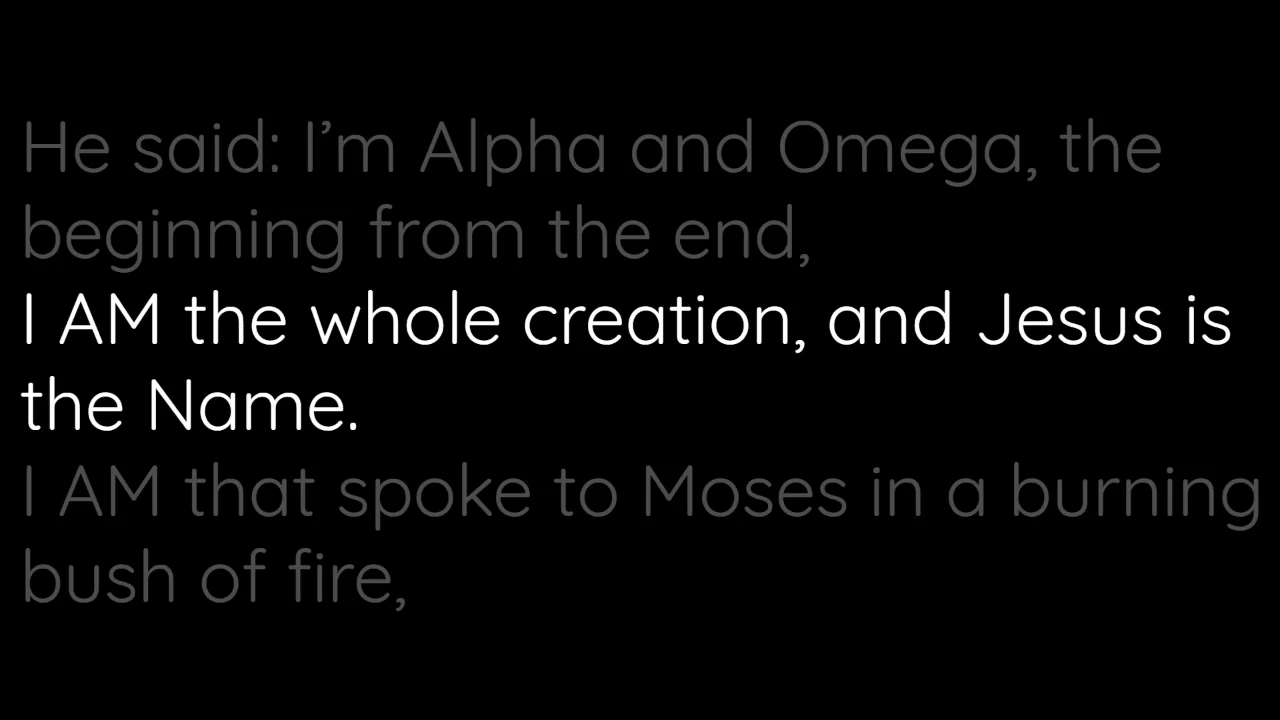 He said: I’m Alpha and Omega, the
beginning from the end,
I AM the whole creation, and Jesus is
the Name.
I AM that spoke to Moses in a burning
bush of fire,